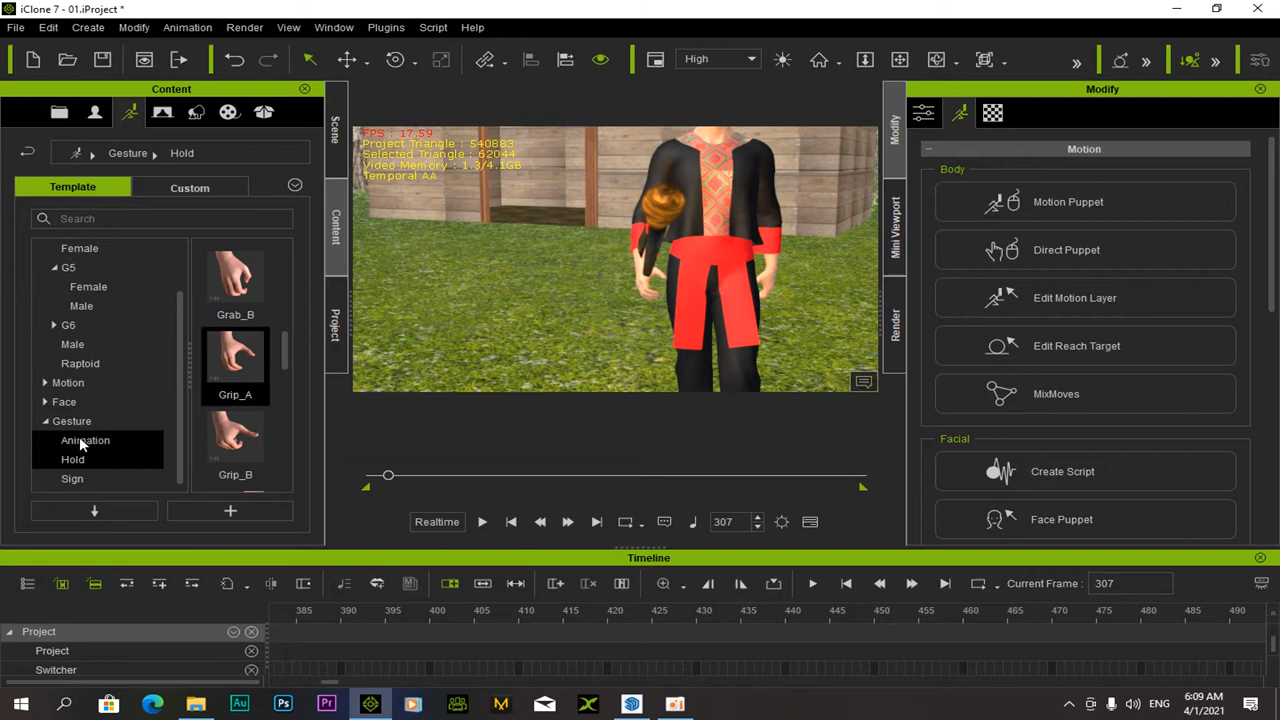 iClone 7 - 01.iProject *
File Edit Create Modify Animation Render View Window Plugins Script Help
High
Content
Modify
Gesture Hold
Template Custom
Search
Female
G5
Female
Male
G6
Male
Raptoid
Motion
Face
Gesture
Animation
Hold
Sign
Grab_B
Grip_A
Grip_B
Scene
Content
Project
FPS : 17.59
Project Triangle : 540883
Selected Triangle : 62044
Video Memory : 1.3/4.1GB
Temporal AA
Modify
Mini Viewport
Render
Motion
Body
Motion Puppet
Direct Puppet
Edit Motion Layer
Edit Reach Target
MixMoves
Facial
Create Script
Face Puppet
Realtime 307
Timeline
Current Frame : 307
385 390 395 400 405 410 415 420 425 430 435 440 445 450 455 460 465 470 475 480 485 490
Project
Project
Switcher
ENG
6:09 AM
4/1/2021